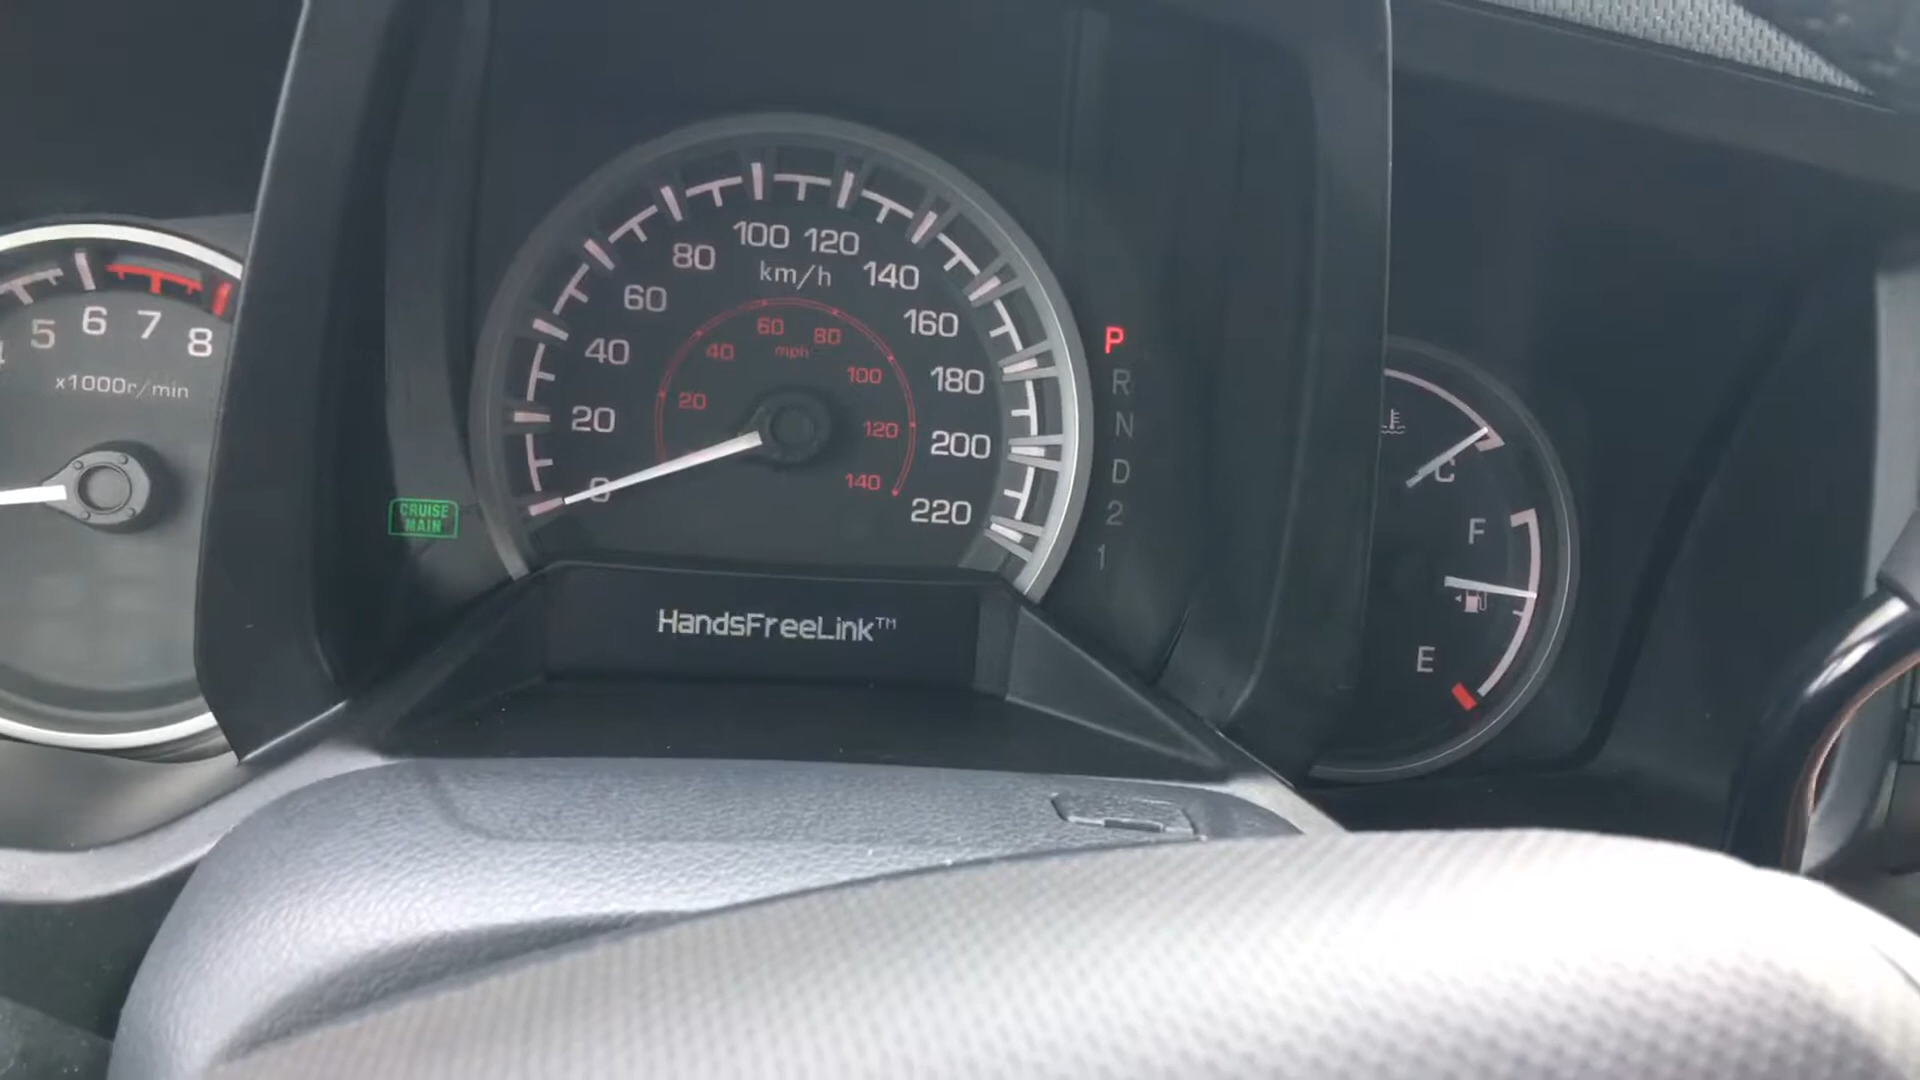 5 6 7 8
x1000r/min
0 20 40 60 80 100 120 140 160 180 200 220
km/h
20 40 60 80 100 120 140
mph
CRUISE
MAIN
P
R
N
D
2
1
HandsFreeLink™
C
F
E